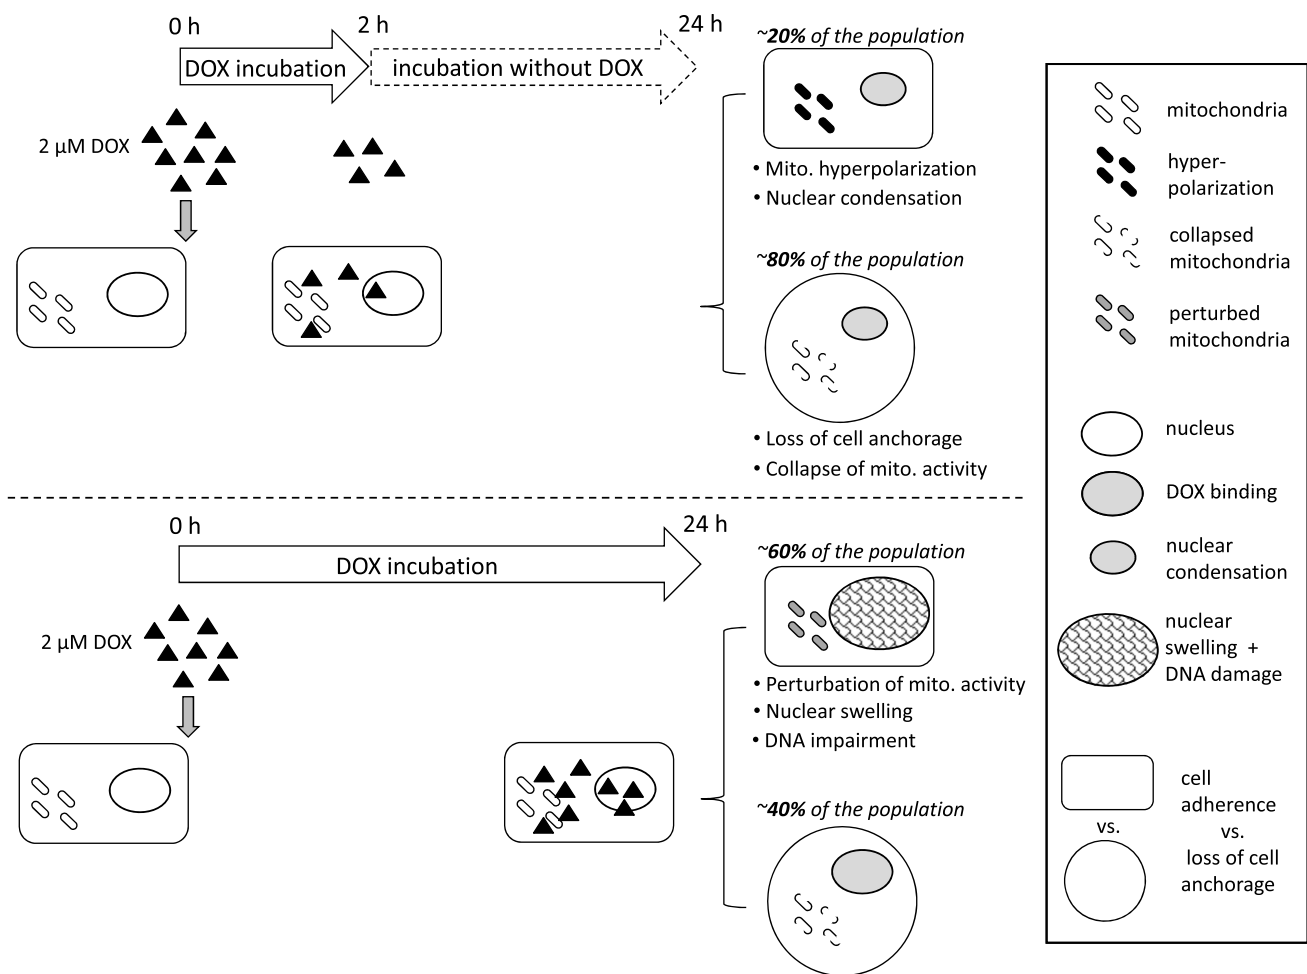 0 h
2 h
24 h
DOX incubation
incubation without DOX
2 µM DOX
~20% of the population
• Mito. hyperpolarization
• Nuclear condensation
~80% of the population
• Loss of cell anchorage
• Collapse of mito. activity
0 h
24 h
DOX incubation
2 µM DOX
~60% of the population
• Perturbation of mito. activity
• Nuclear swelling
• DNA impairment
~40% of the population
mitochondria
hyper-
polarization
collapsed
mitochondria
perturbed
mitochondria
nucleus
DOX binding
nuclear
condensation
nuclear
swelling +
DNA damage
cell
adherence
vs.
vs.
loss of cell
anchorage